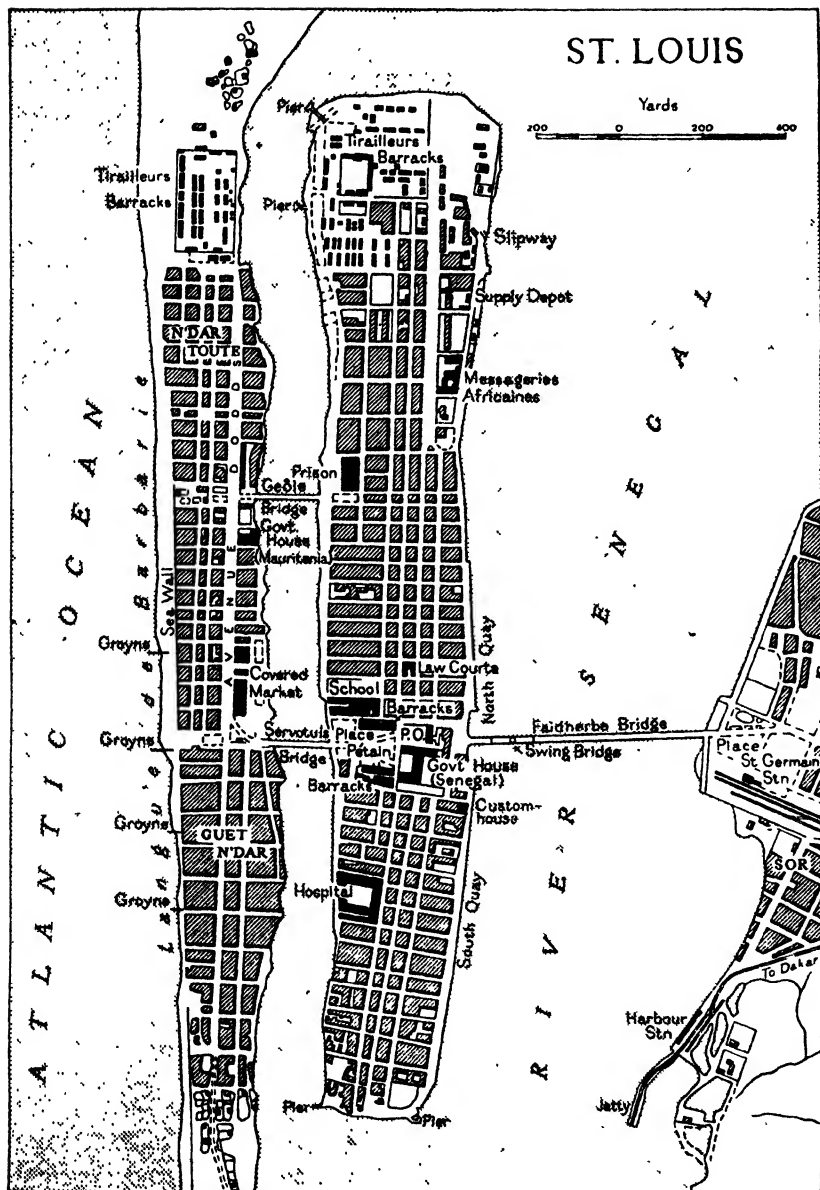 ST. LOUIS
Yards
200 0 200 400
Pier
Tirailleurs
Barracks
Tirailleurs
Barracks
Pier
Slipway
Supply Depot
N'DAR
TOUTE
Messageries
Africaines
Prison
Geôle
Bridge
Govt.
House
(Mauritania)
AVENUE DODDS
Sea Wall
Langue de Barbarie
ATLANTIC OCEAN
RIVER SENEGAL
Groyne
Covered
Market
School
Law Courts
Barracks
North Quay
Groyne
Servatius
Bridge
Place
Pétain
P.O.
Faidherbe Bridge
Swing Bridge
Place
St Germain
Stn
Govt House
(Senegal)
Barracks
Custom-
house
Groyne
GUET
N'DAR
SOR
Groyne
Hospital
South Quay
To Dakar
Harbour
Stn
Jetty
Pier
Pier